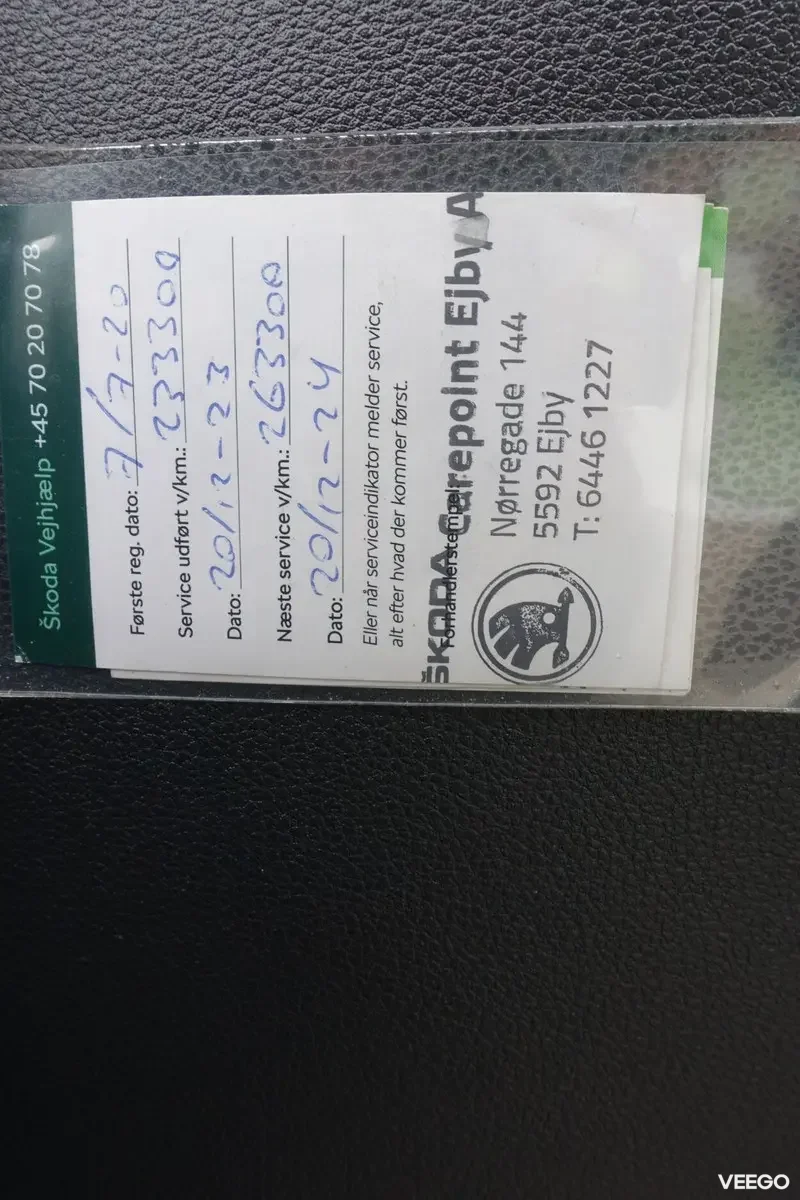 Škoda Vejhjælp +45 70 20 70 78
Første reg. dato: 7/7-20
Service udført v/km.: 233300
Dato: 20/12-23
Næste service v/km.: 263300
Dato: 20/12-24
Eller når serviceindikator melder service,
alt efter hvad der kommer først.
Forhandlerstempel:
ŠKODA Carepoint Ejby A
Nørregade 144
5592 Ejby
T: 6446 1227
VEEGO